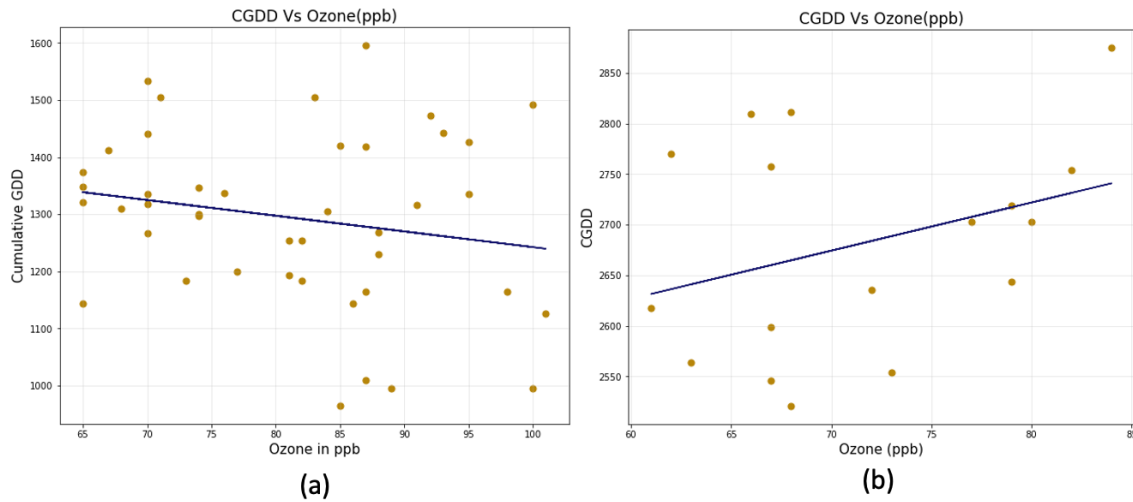 CGDD Vs Ozone(ppb)
1600
1500
1400
1300
1200
1100
1000
Cumulative GDD
65 70 75 80 85 90 95 100
Ozone in ppb
(a)
CGDD Vs Ozone(ppb)
2850
2800
2750
2700
2650
2600
2550
CGDD
60 65 70 75 80 85
Ozone (ppb)
(b)